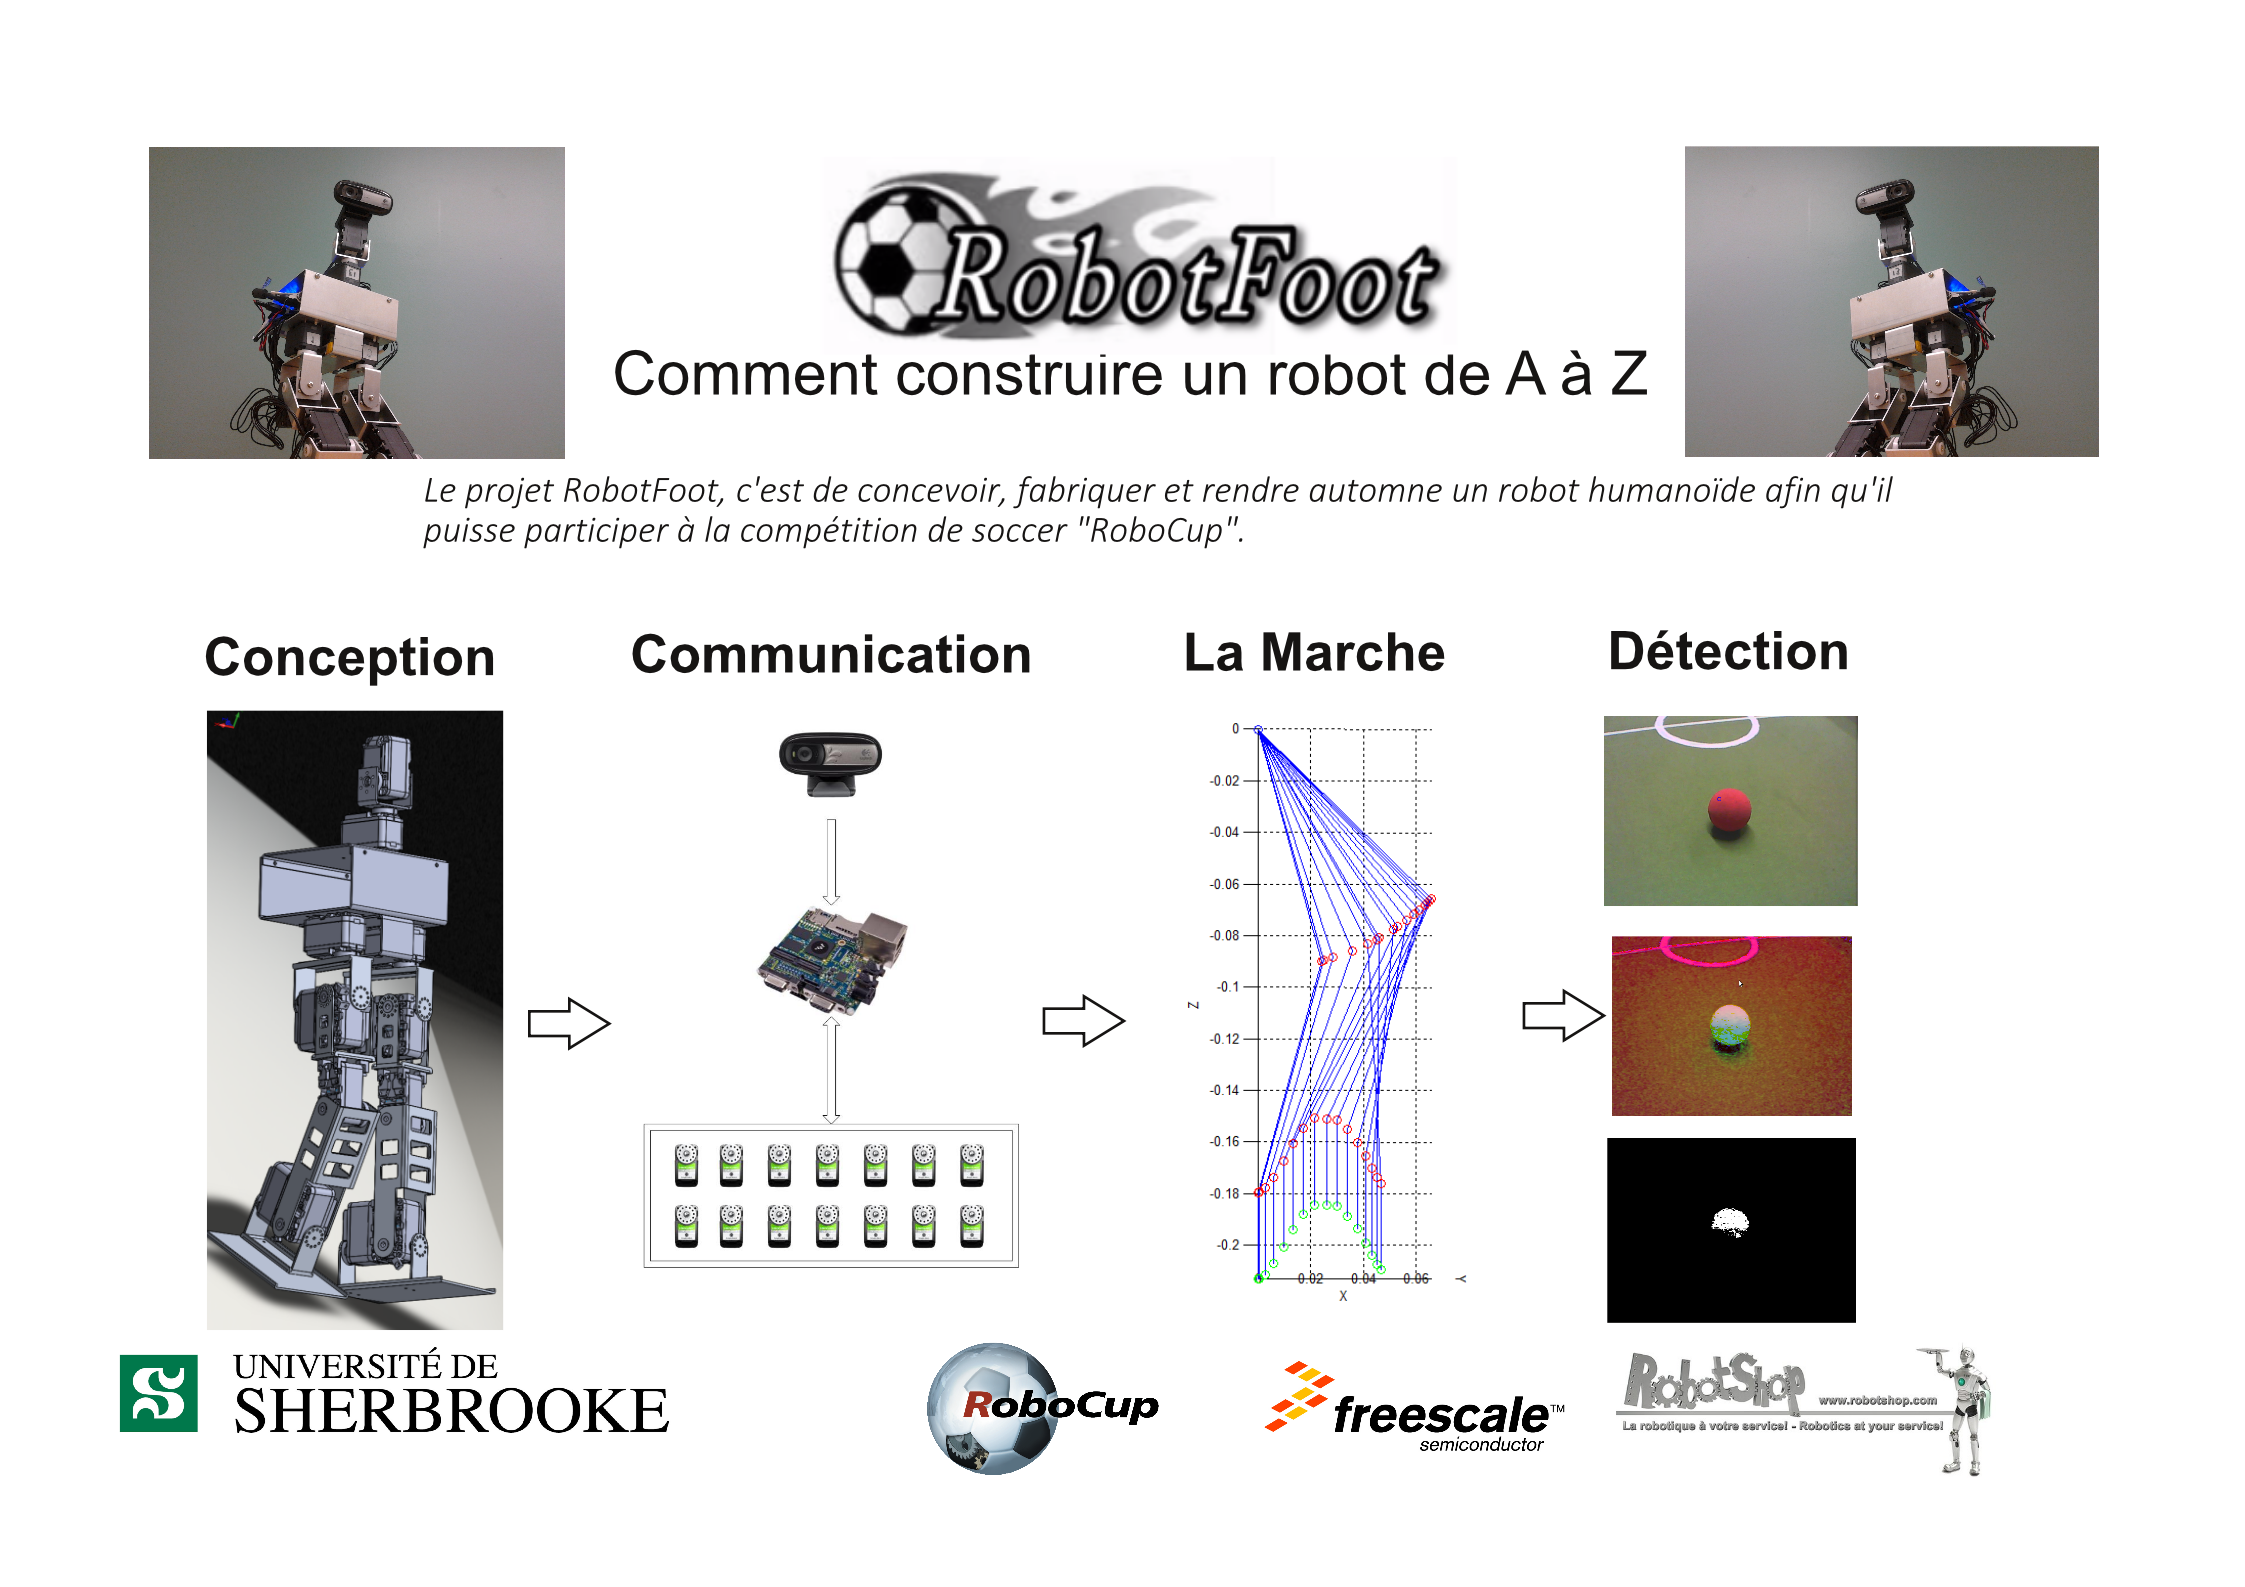 RobotFoot
Comment construire un robot de A à Z
Le projet RobotFoot, c'est de concevoir, fabriquer et rendre automne un robot humanoïde afin qu'il
puisse participer à la compétition de soccer "RoboCup".
Conception
Communication
La Marche
Détection
0
-0.02
-0.04
-0.06
-0.08
-0.1
-0.12
-0.14
-0.16
-0.18
-0.2
Z
0.02 0.04 0.06
X
Y
UNIVERSITÉ DE
SHERBROOKE
RoboCup
freescale™
semiconductor
RobotShop
www.robotshop.com
La robotique à votre service! - Robotics at your service!